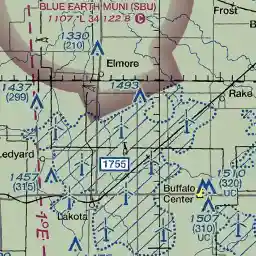 BLUE EARTH MUNI (SBU)
1107 *L 34 122.8 C
Frost
1330
(210)
Elmore
1437
(299)
1493
Rake
Ledyard
1755
1457
(315)
1510
(320)
UC
Buffalo
Center
Lakota
1507
(310)
UC
1°E